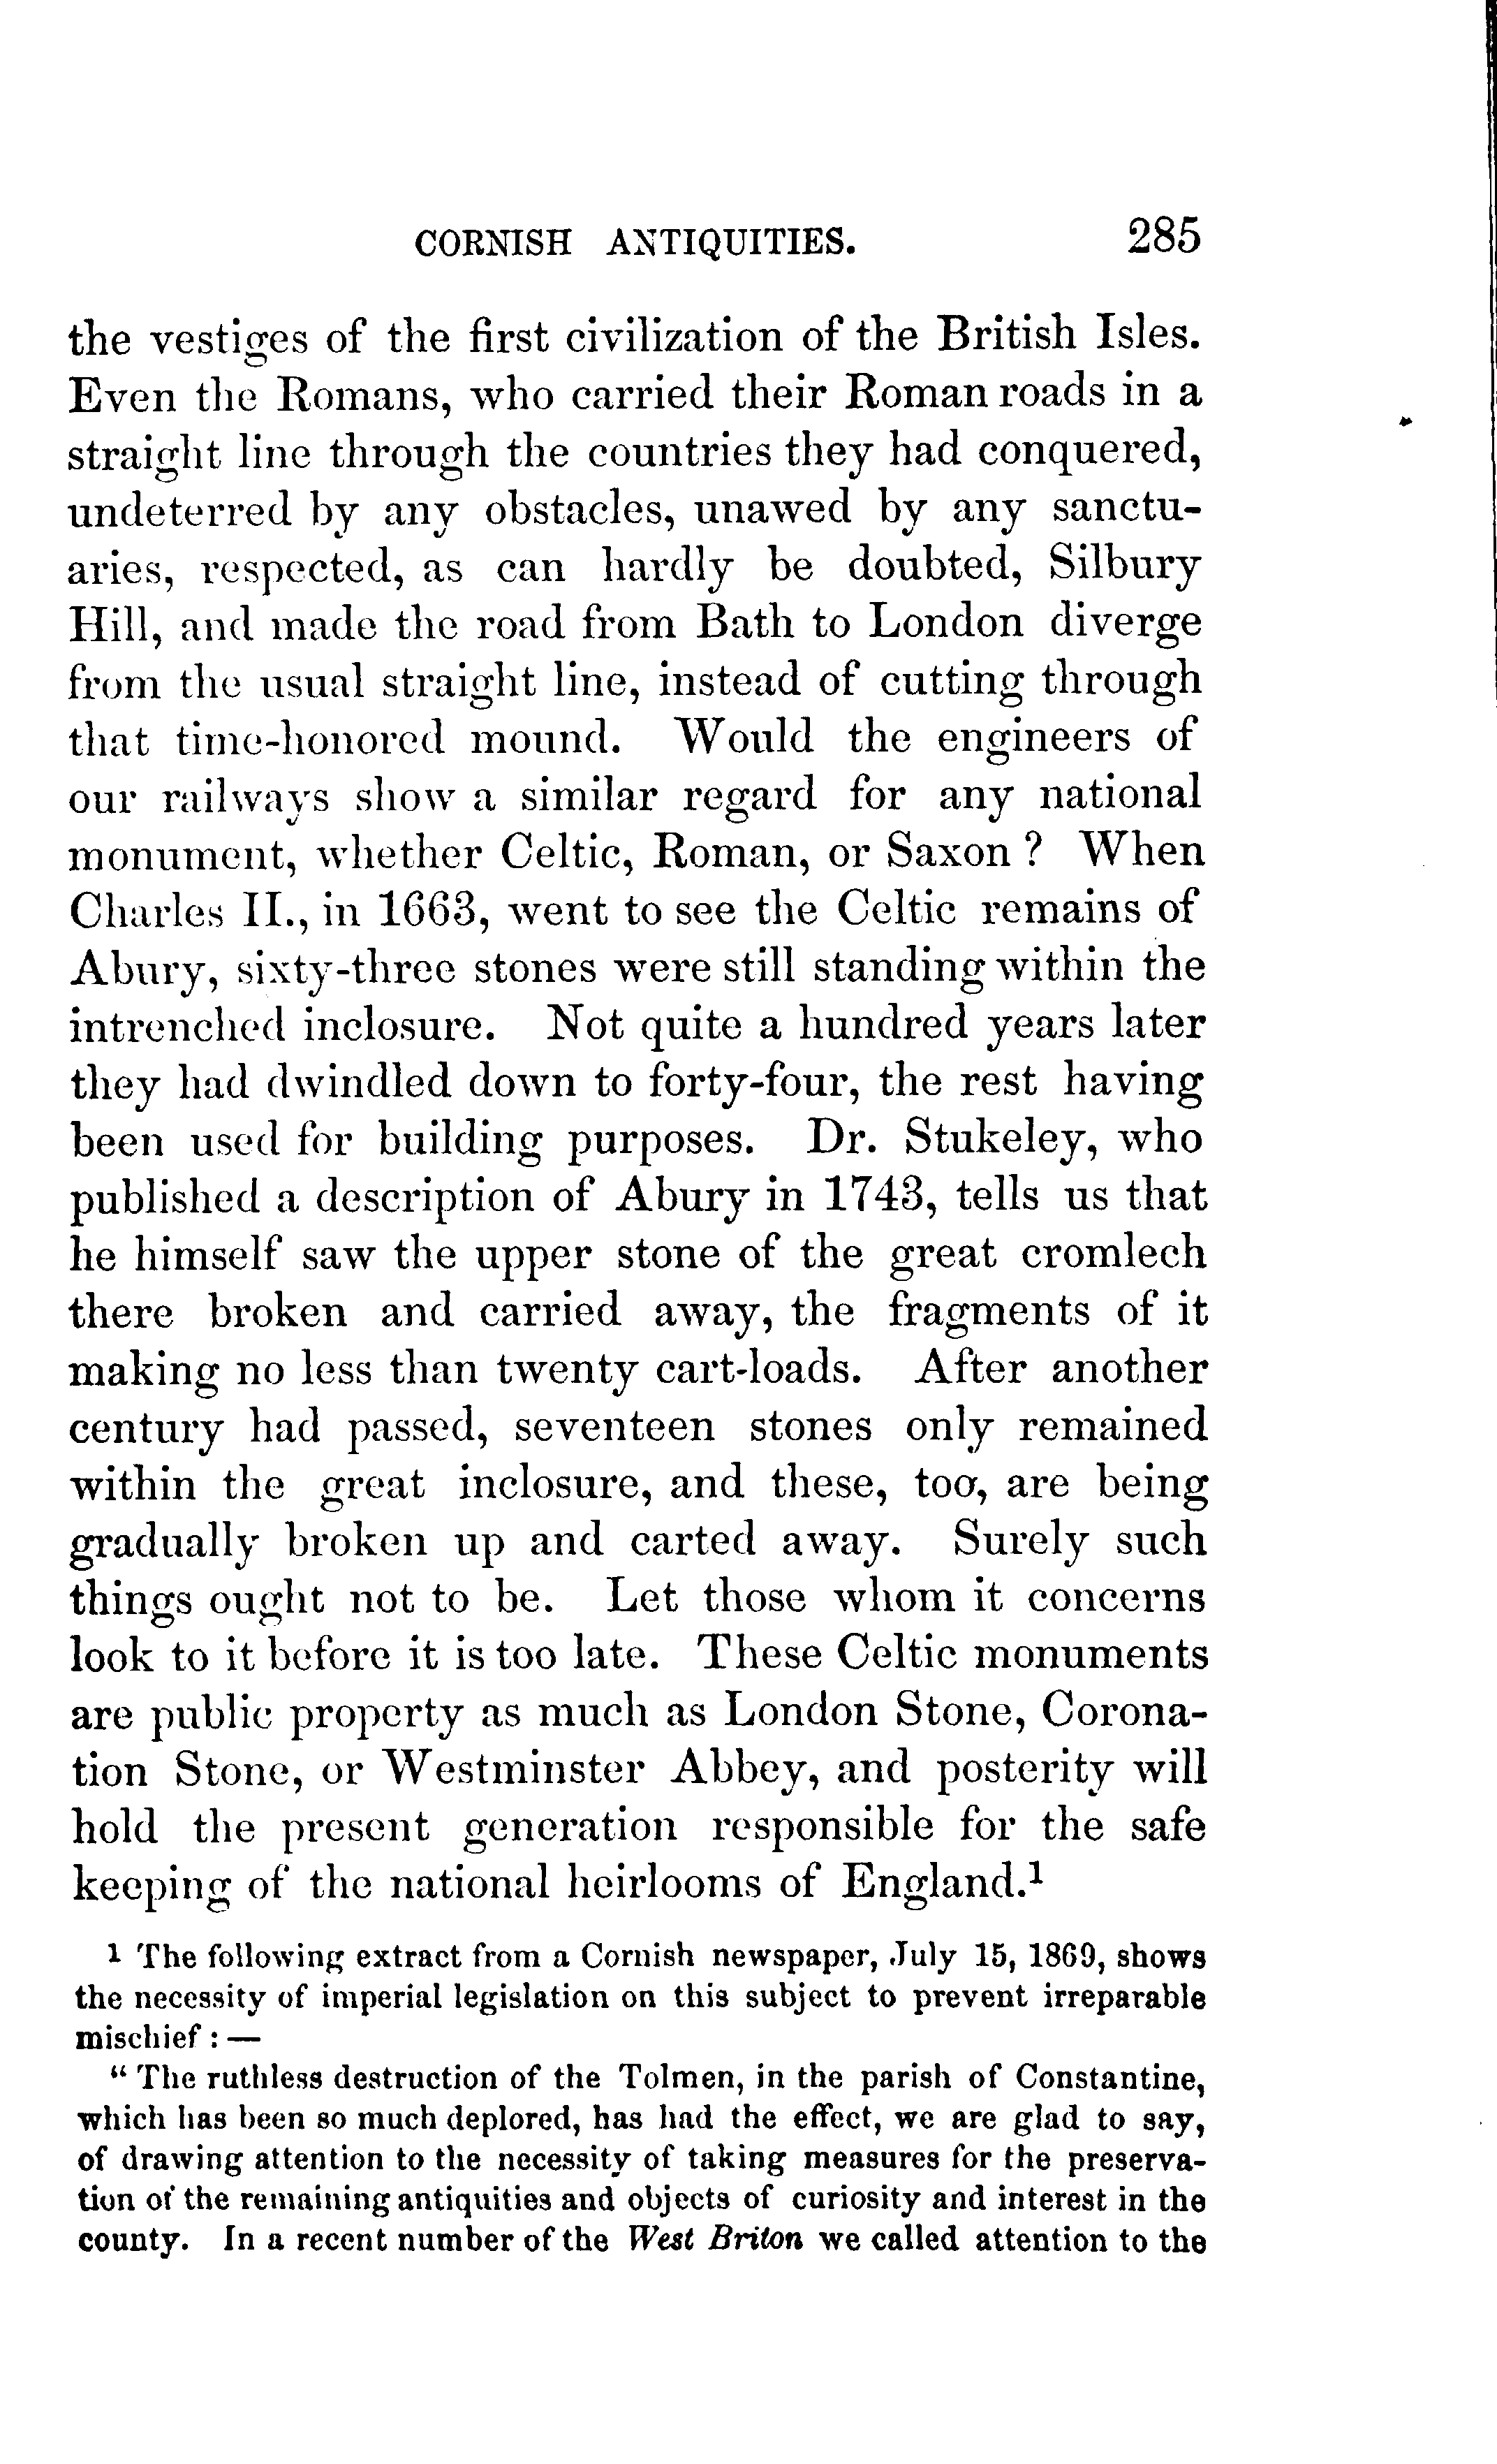 CORNISH ANTIQUITIES. 285
the vestiges of the first civilization of the British Isles.
Even the Romans, who carried their Roman roads in a
straight line through the countries they had conquered,
undeterred by any obstacles, unawed by any sanctu-
aries, respected, as can hardly be doubted, Silbury
Hill, and made the road from Bath to London diverge
from the usual straight line, instead of cutting through
that time-honored mound. Would the engineers of
our railways show a similar regard for any national
monument, whether Celtic, Roman, or Saxon? When
Charles II., in 1663, went to see the Celtic remains of
Abury, sixty-three stones were still standing within the
intrenched inclosure. Not quite a hundred years later
they had dwindled down to forty-four, the rest having
been used for building purposes. Dr. Stukeley, who
published a description of Abury in 1743, tells us that
he himself saw the upper stone of the great cromlech
there broken and carried away, the fragments of it
making no less than twenty cart-loads. After another
century had passed, seventeen stones only remained
within the great inclosure, and these, too, are being
gradually broken up and carted away. Surely such
things ought not to be. Let those whom it concerns
look to it before it is too late. These Celtic monuments
are public property as much as London Stone, Corona-
tion Stone, or Westminster Abbey, and posterity will
hold the present generation responsible for the safe
keeping of the national heirlooms of England.¹
¹ The following extract from a Cornish newspaper, July 15, 1869, shows
the necessity of imperial legislation on this subject to prevent irreparable
mischief: —
"The ruthless destruction of the Tolmen, in the parish of Constantine,
which has been so much deplored, has had the effect, we are glad to say,
of drawing attention to the necessity of taking measures for the preserva-
tion of the remaining antiquities and objects of curiosity and interest in the
county. In a recent number of the West Briton we called attention to the